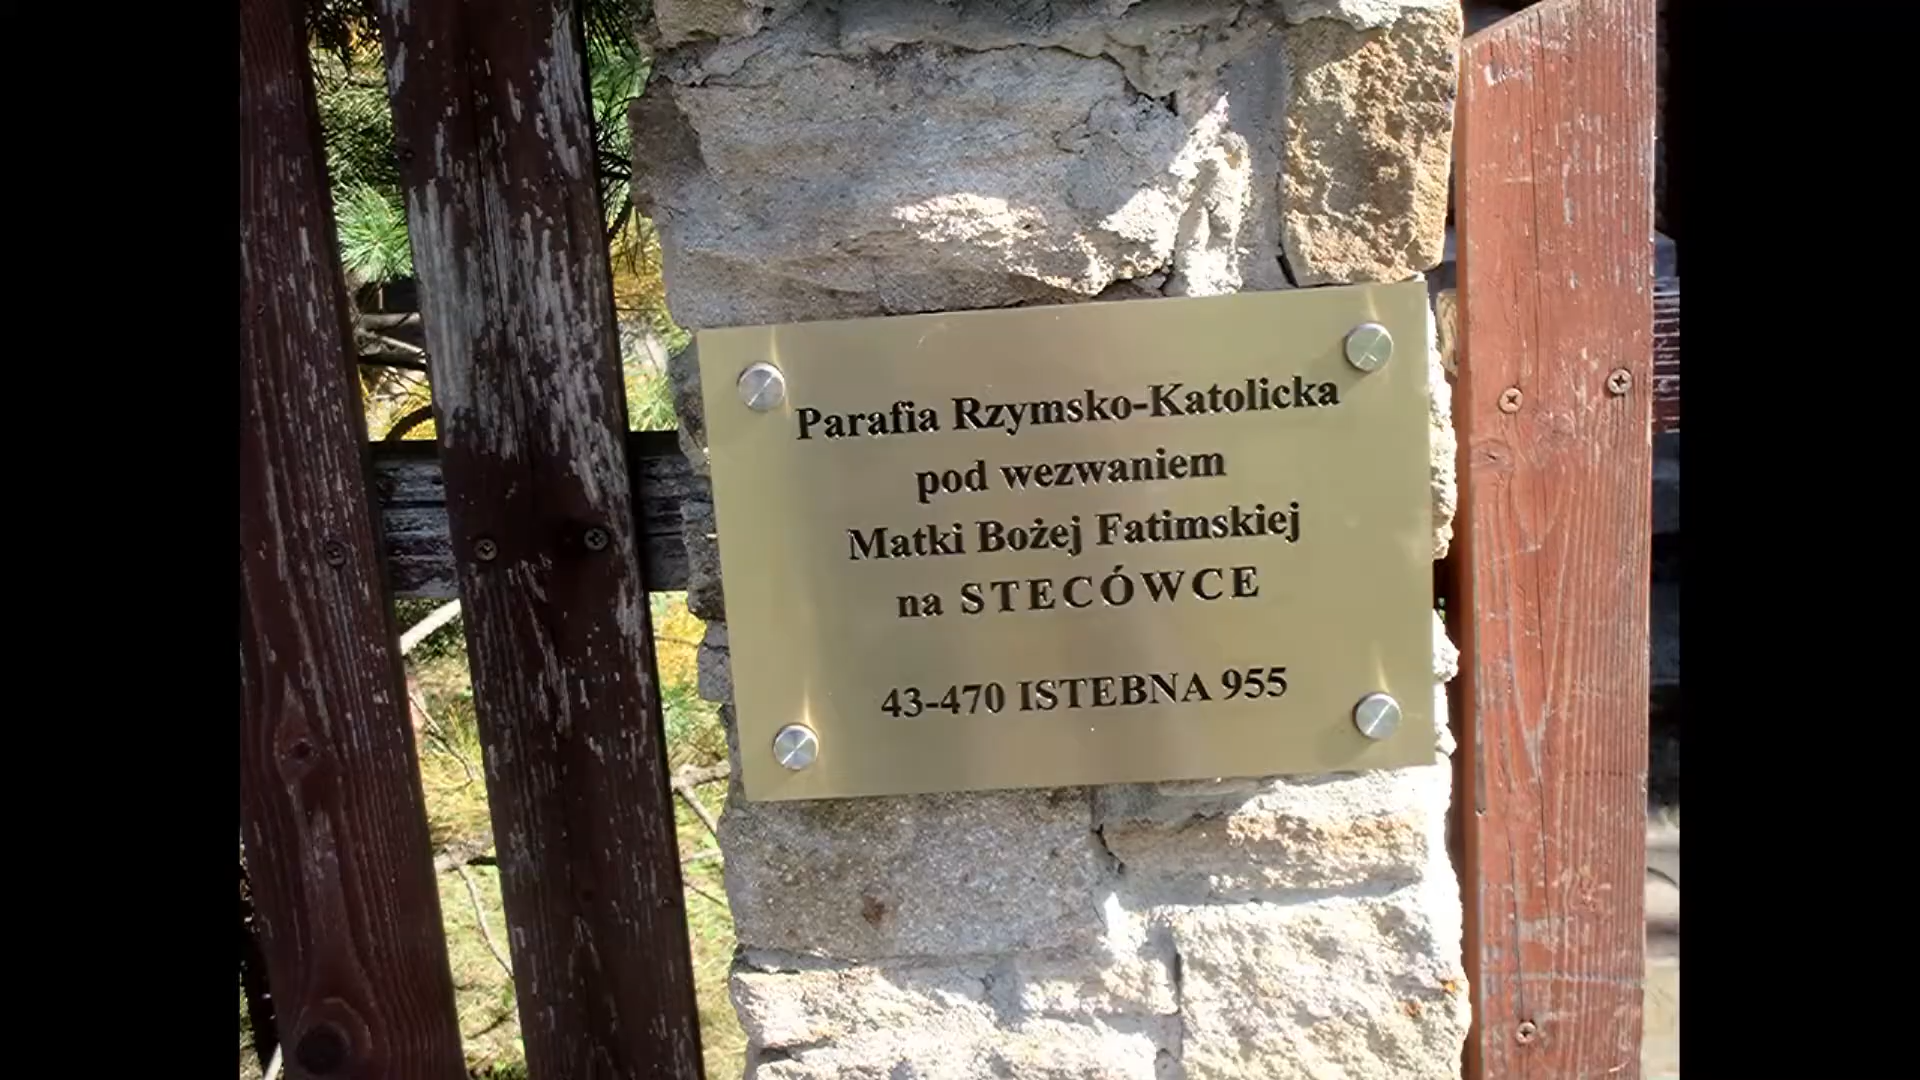 Parafia Rzymsko-Katolicka
pod wezwaniem
Matki Bożej Fatimskiej
na STECÓWCE
43-470 ISTEBNA 955